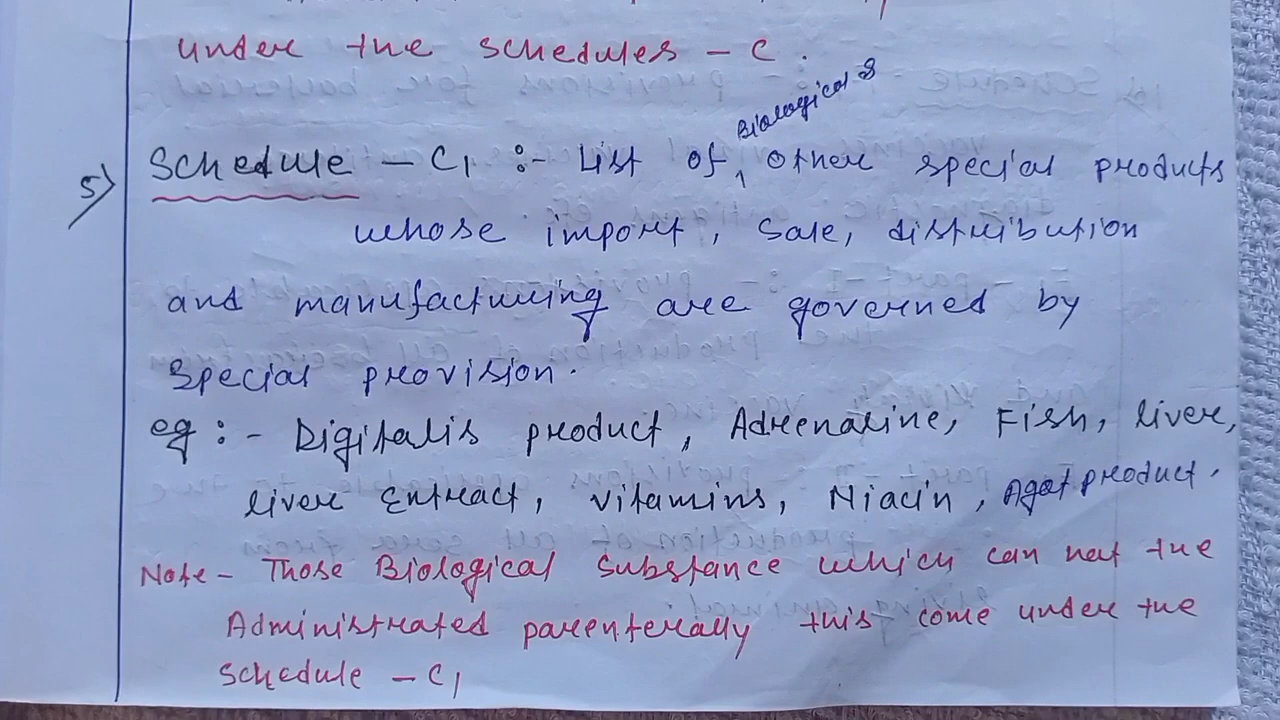 under the schedules - C.
Biological &
5) Schedule - C1 :- List of, other special products
whose import, sale, distribution
and manufacturing are governed by
special provision.
eg :- Digitalis product, Adrenaline, Fish, liver,
liver Extract, vitamins, Niacin, Agot product.
Note - Those Biological substance which can not the
Administrated parenterally this come under the
schedule - C1